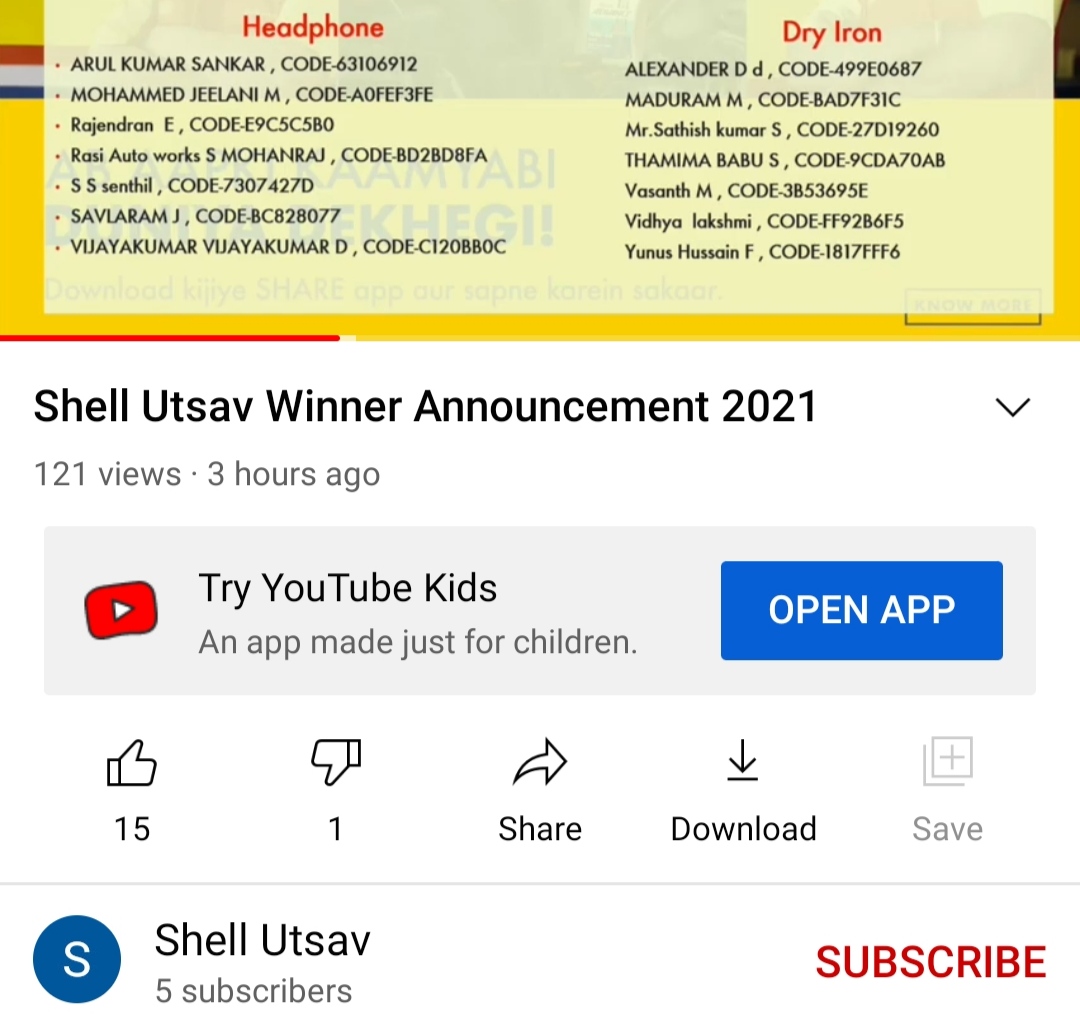 Headphone
• ARUL KUMAR SANKAR , CODE-63106912
• MOHAMMED JEELANI M , CODE-A0FEF3FE
• Rajendran E , CODE-E9C5C5B0
• Rasi Auto works S MOHANRAJ , CODE-BD2BD8FA
• S S senthil , CODE-7307427D
• SAVLARAM J , CODE-BC828077
• VIJAYAKUMAR VIJAYAKUMAR D , CODE-C120BB0C
Dry Iron
ALEXANDER D d , CODE-499E0687
MADURAM M , CODE-BAD7F31C
Mr.Sathish kumar S , CODE-27D19260
THAMIMA BABU S , CODE-9CDA70AB
Vasanth M , CODE-3B53695E
Vidhya lakshmi , CODE-FF92B6F5
Yunus Hussain F , CODE-1817FFF6
KAAMYABI
DEKHEGI!
Download kijiye SHARE app aur sapne karein sakaar.
KNOW MORE
Shell Utsav Winner Announcement 2021
121 views · 3 hours ago
Try YouTube Kids
An app made just for children.
OPEN APP
15
1
Share
Download
Save
S
Shell Utsav
5 subscribers
SUBSCRIBE